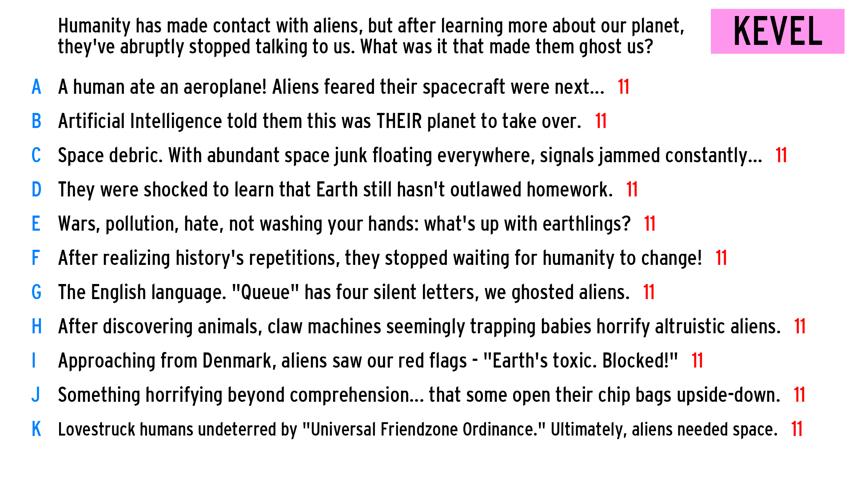 Humanity has made contact with aliens, but after learning more about our planet,
they've abruptly stopped talking to us. What was it that made them ghost us?
KEVEL
A A human ate an aeroplane! Aliens feared their spacecraft were next... 11
B Artificial Intelligence told them this was THEIR planet to take over. 11
C Space debric. With abundant space junk floating everywhere, signals jammed constantly... 11
D They were shocked to learn that Earth still hasn't outlawed homework. 11
E Wars, pollution, hate, not washing your hands: what's up with earthlings? 11
F After realizing history's repetitions, they stopped waiting for humanity to change! 11
G The English language. "Queue" has four silent letters, we ghosted aliens. 11
H After discovering animals, claw machines seemingly trapping babies horrify altruistic aliens. 11
I Approaching from Denmark, aliens saw our red flags - "Earth's toxic. Blocked!" 11
J Something horrifying beyond comprehension... that some open their chip bags upside-down. 11
K Lovestruck humans undeterred by "Universal Friendzone Ordinance." Ultimately, aliens needed space. 11